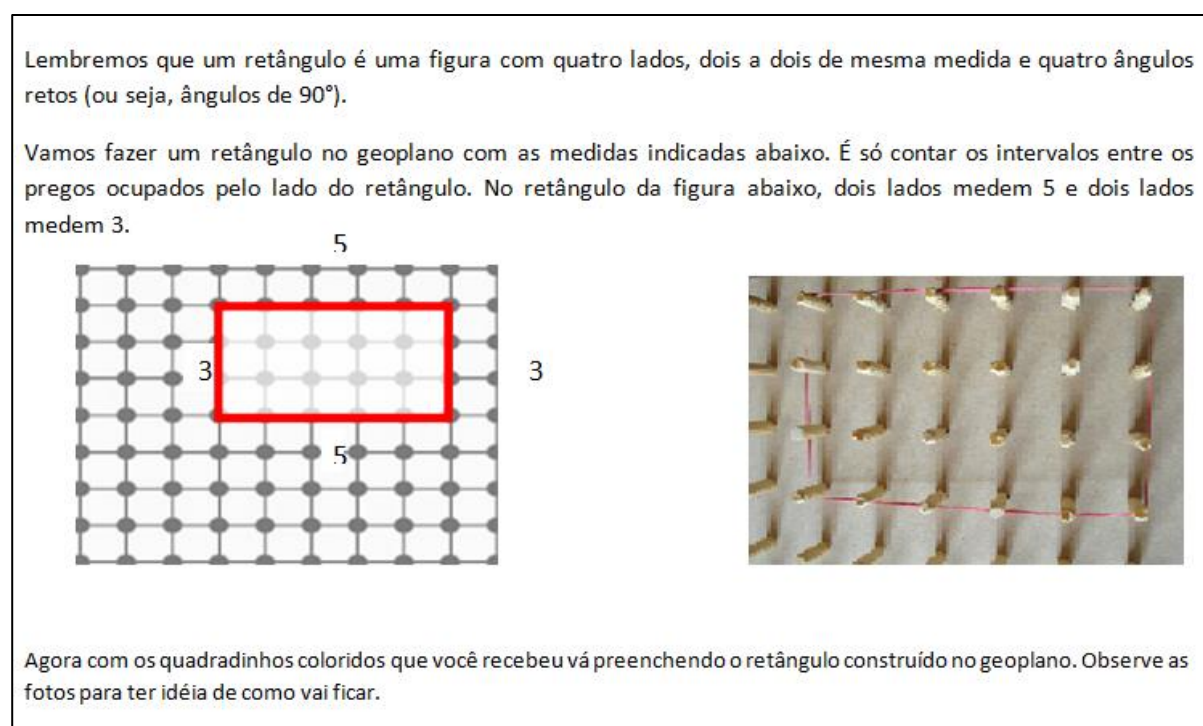 Lembremos que um retângulo é uma figura com quatro lados, dois a dois de mesma medida e quatro ângulos
retos (ou seja, ângulos de 90°).
Vamos fazer um retângulo no geoplano com as medidas indicadas abaixo. É só contar os intervalos entre os
pregos ocupados pelo lado do retângulo. No retângulo da figura abaixo, dois lados medem 5 e dois lados
medem 3.
5
3
3
5
Agora com os quadradinhos coloridos que você recebeu vá preenchendo o retângulo construído no geoplano. Observe as
fotos para ter idéia de como vai ficar.